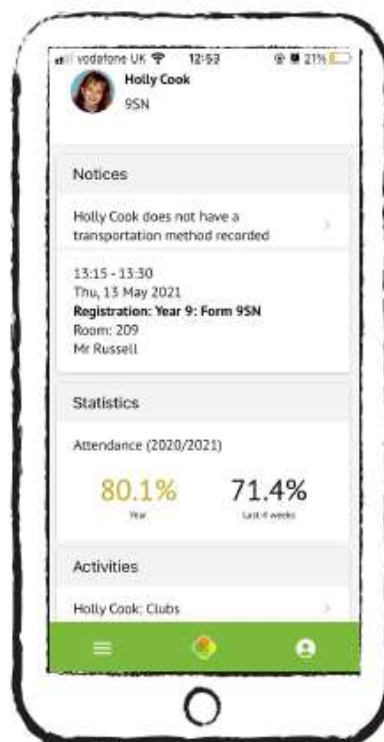 vodafone UK 12:53 21%
Holly Cook
9SN
Notices
Holly Cook does not have a
transportation method recorded
13:15 - 13:30
Thu, 13 May 2021
Registration: Year 9: Form 9SN
Room: 209
Mr Russell
Statistics
Attendance (2020/2021)
80.1% 71.4%
Year Last 4 weeks
Activities
Holly Cook: Clubs